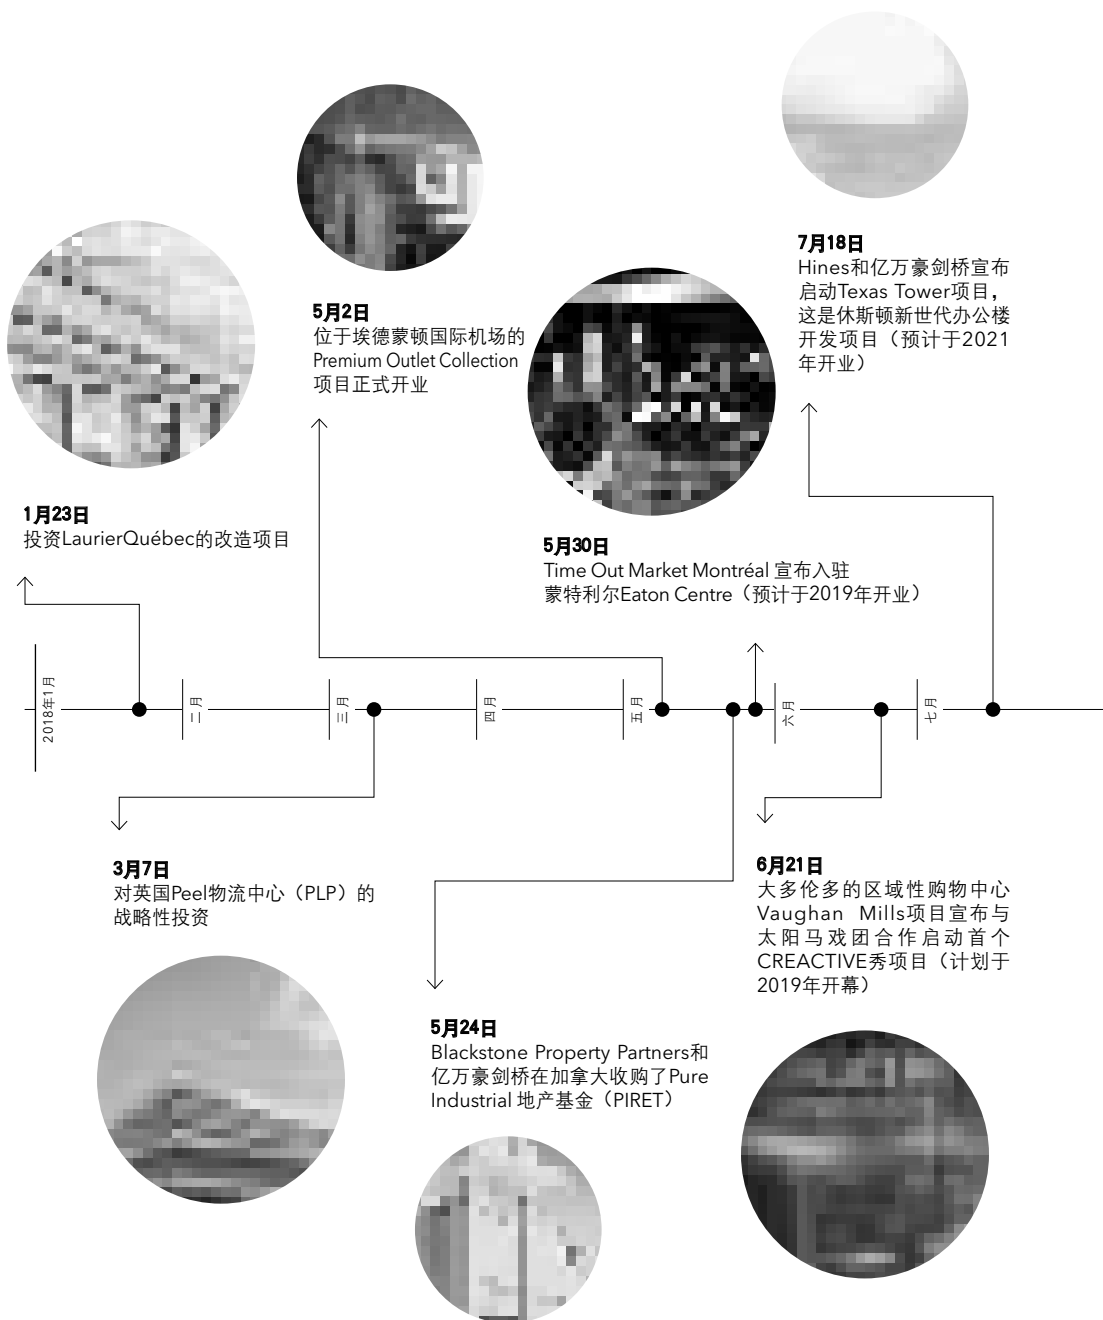 7月18日
Hines和亿万豪剑桥宣布
启动Texas Tower项目，
这是休斯顿新世代办公楼
开发项目（预计于2021
年开业）
5月2日
位于埃德蒙顿国际机场的
Premium Outlet Collection
项目正式开业
1月23日
投资LaurierQuébec的改造项目
5月30日
Time Out Market Montréal 宣布入驻
蒙特利尔Eaton Centre（预计于2019年开业）
2018年1月
二月
三月
四月
五月
六月
七月
3月7日
对英国Peel物流中心（PLP）的
战略性投资
6月21日
大多伦多的区域性购物中心
Vaughan Mills项目宣布与
太阳马戏团合作启动首个
CREACTIVE秀项目（计划于
2019年开幕）
5月24日
Blackstone Property Partners和
亿万豪剑桥在加拿大收购了Pure
Industrial 地产基金（PIRET）